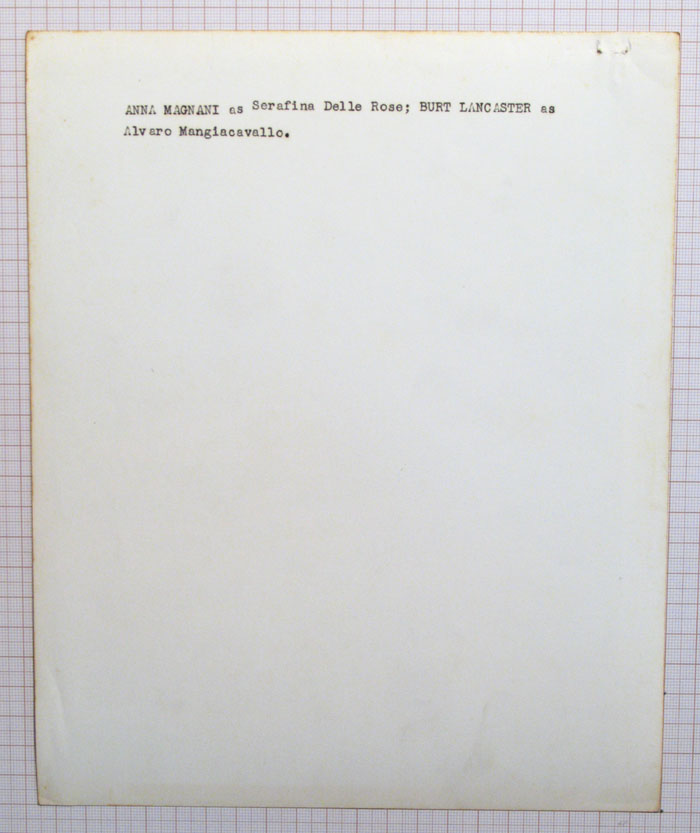 ANNA MAGNANI as Serafina Delle Rose; BURT LANCASTER as
Alvaro Mangiacavallo.